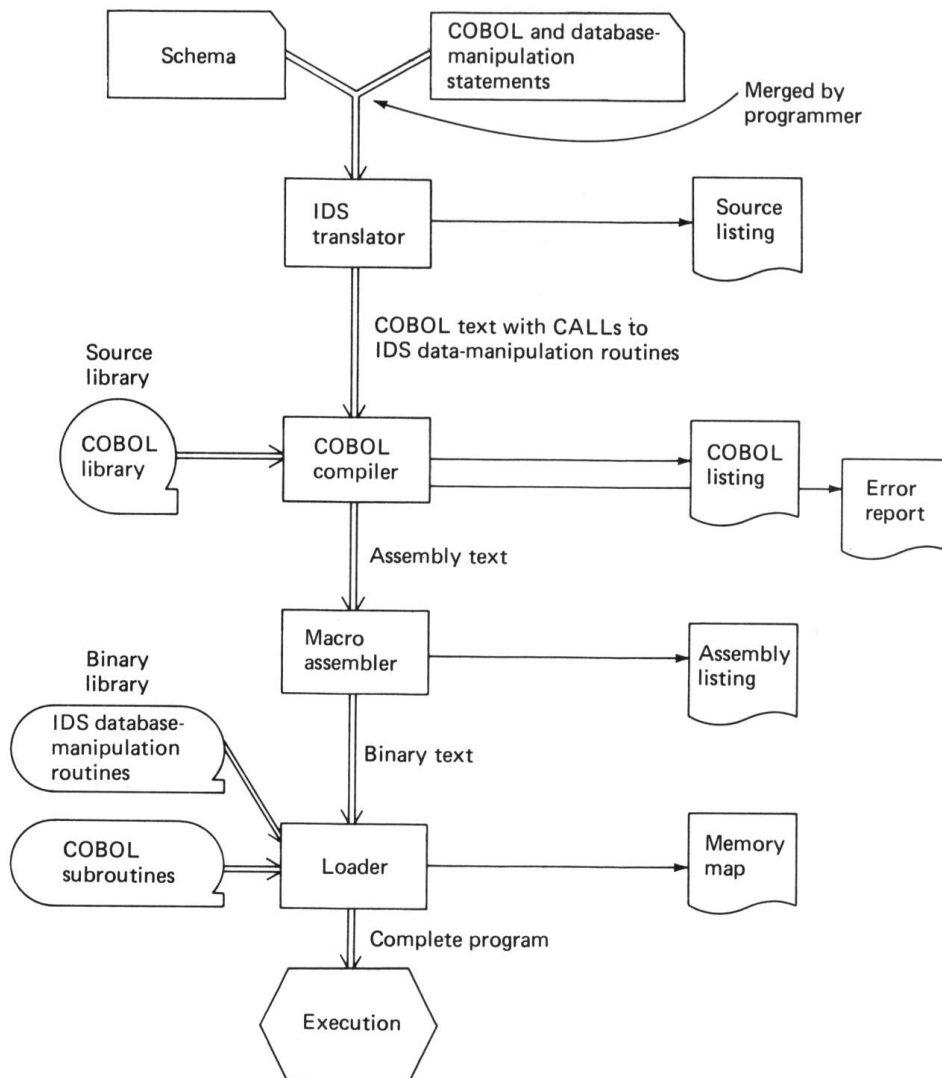 Schema
COBOL and database-
manipulation
statements
Merged by
programmer
IDS
translator
Source
listing
COBOL text with CALLs to
IDS data-manipulation routines
Source
library
COBOL
library
COBOL
compiler
COBOL
listing
Error
report
Assembly text
Macro
assembler
Assembly
listing
Binary
library
IDS database-
manipulation
routines
Binary text
COBOL
subroutines
Loader
Memory
map
Complete program
Execution